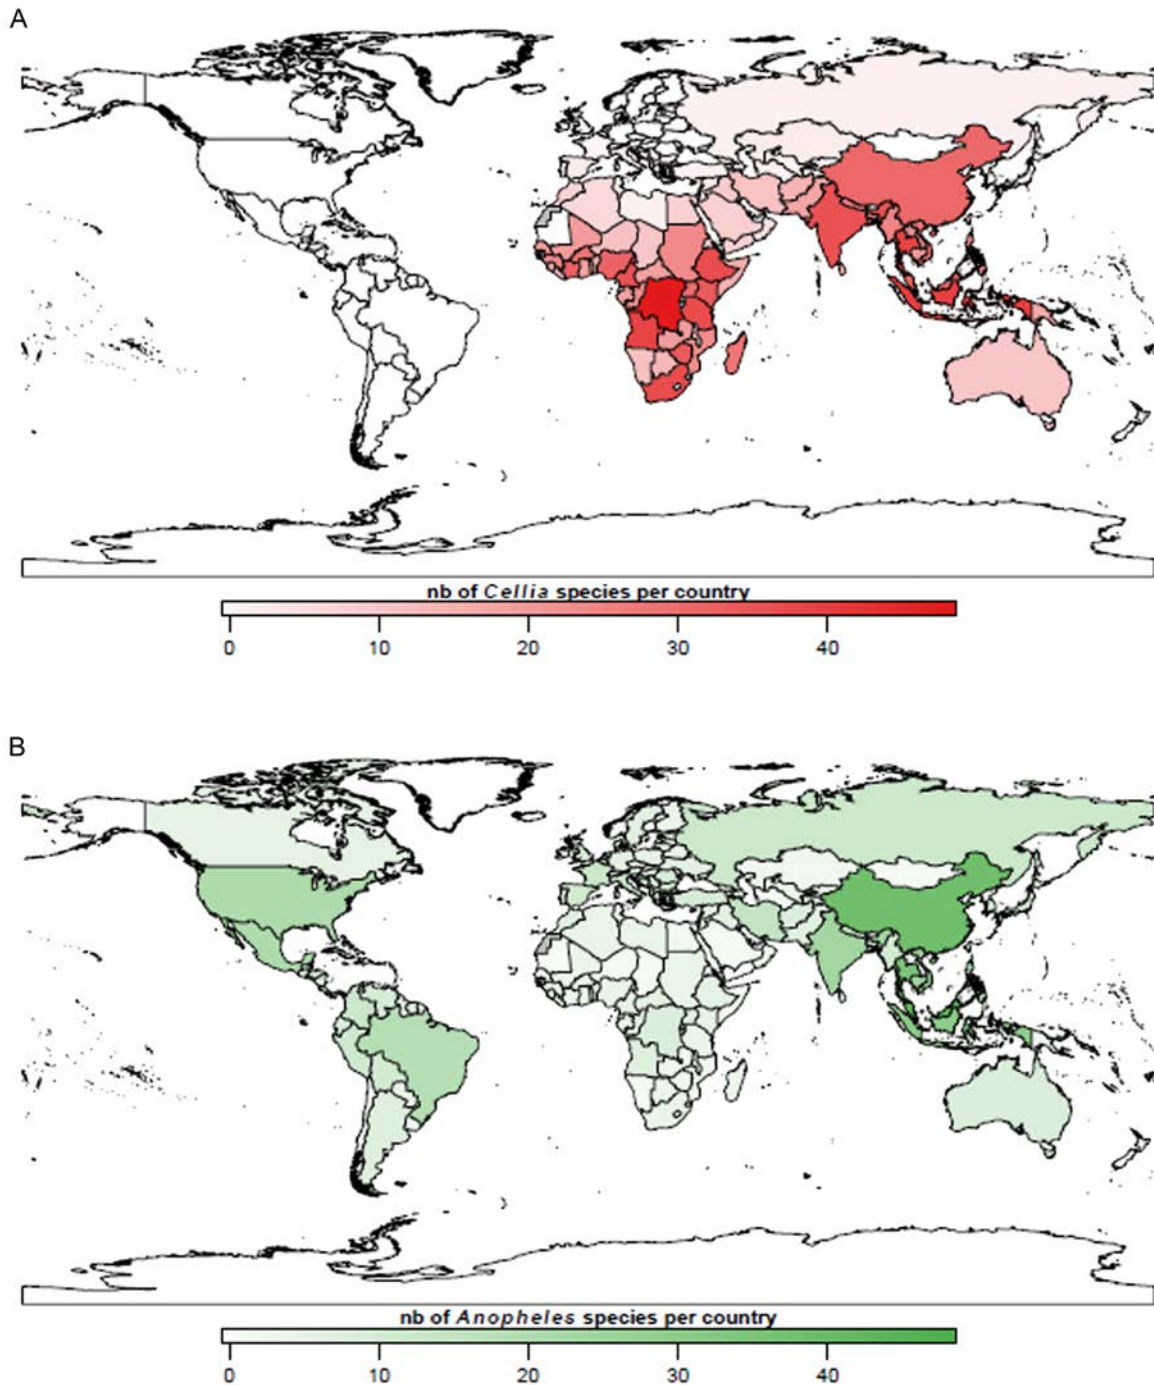 A
nb of Cellia species per country
0 10 20 30 40
B
nb of Anopheles species per country
0 10 20 30 40